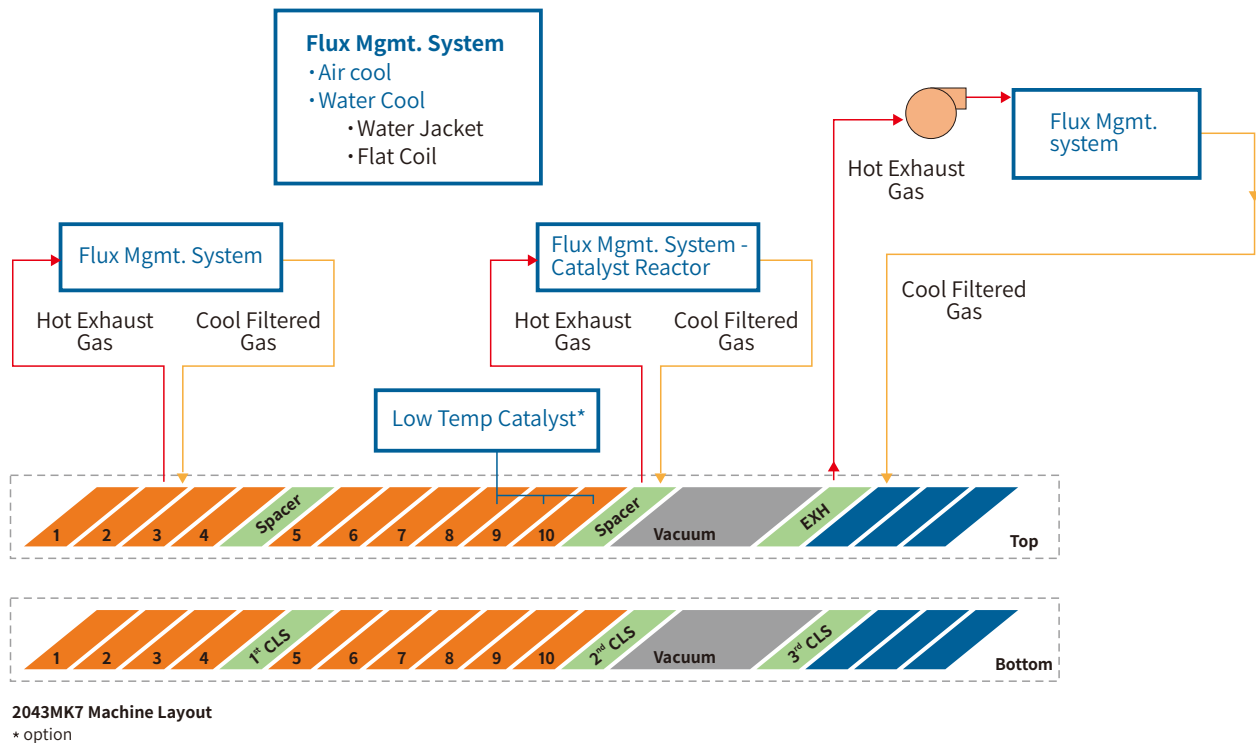 Flux Mgmt. System
・Air cool
・Water Cool
・Water Jacket
・Flat Coil
Flux Mgmt.
system
Hot Exhaust
Gas
Cool Filtered
Gas
Flux Mgmt. System
Hot Exhaust
Gas
Cool Filtered
Gas
Flux Mgmt. System -
Catalyst Reactor
Hot Exhaust
Gas
Cool Filtered
Gas
Low Temp Catalyst*
1 2 3 4 Spacer 5 6 7 8 9 10 Spacer Vacuum EXH
Top
1 2 3 4 1st CLS 5 6 7 8 9 10 2nd CLS Vacuum 3rd CLS
Bottom
2043MK7 Machine Layout
* option